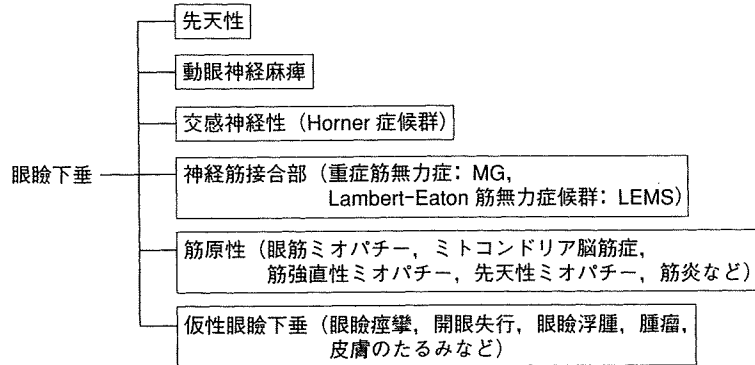 先天性
動眼神経麻痺
交感神経性（Horner 症候群）
眼瞼下垂
神経筋接合部（重症筋無力症：MG，
Lambert-Eaton 筋無力症候群：LEMS）
筋原性（眼筋ミオパチー，ミトコンドリア脳筋症，
筋強直性ミオパチー，先天性ミオパチー，筋炎など）
仮性眼瞼下垂（眼瞼痙攣，開眼失行，眼瞼浮腫，腫瘤，
皮膚のたるみなど）